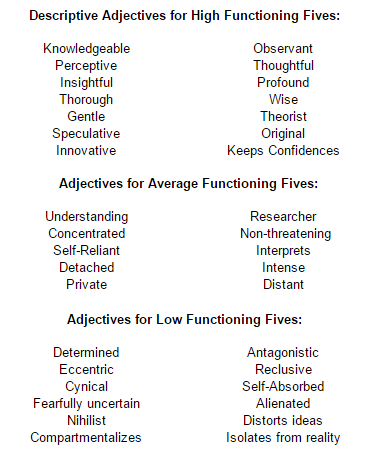 Descriptive Adjectives for High Functioning Fives:
Knowledgeable Observant
Perceptive Thoughtful
Insightful Profound
Thorough Wise
Gentle Theorist
Speculative Original
Innovative Keeps Confidences
Adjectives for Average Functioning Fives:
Understanding Researcher
Concentrated Non-threatening
Self-Reliant Interprets
Detached Intense
Private Distant
Adjectives for Low Functioning Fives:
Determined Antagonistic
Eccentric Reclusive
Cynical Self-Absorbed
Fearfully uncertain Alienated
Nihilist Distorts ideas
Compartmentalizes Isolates from reality